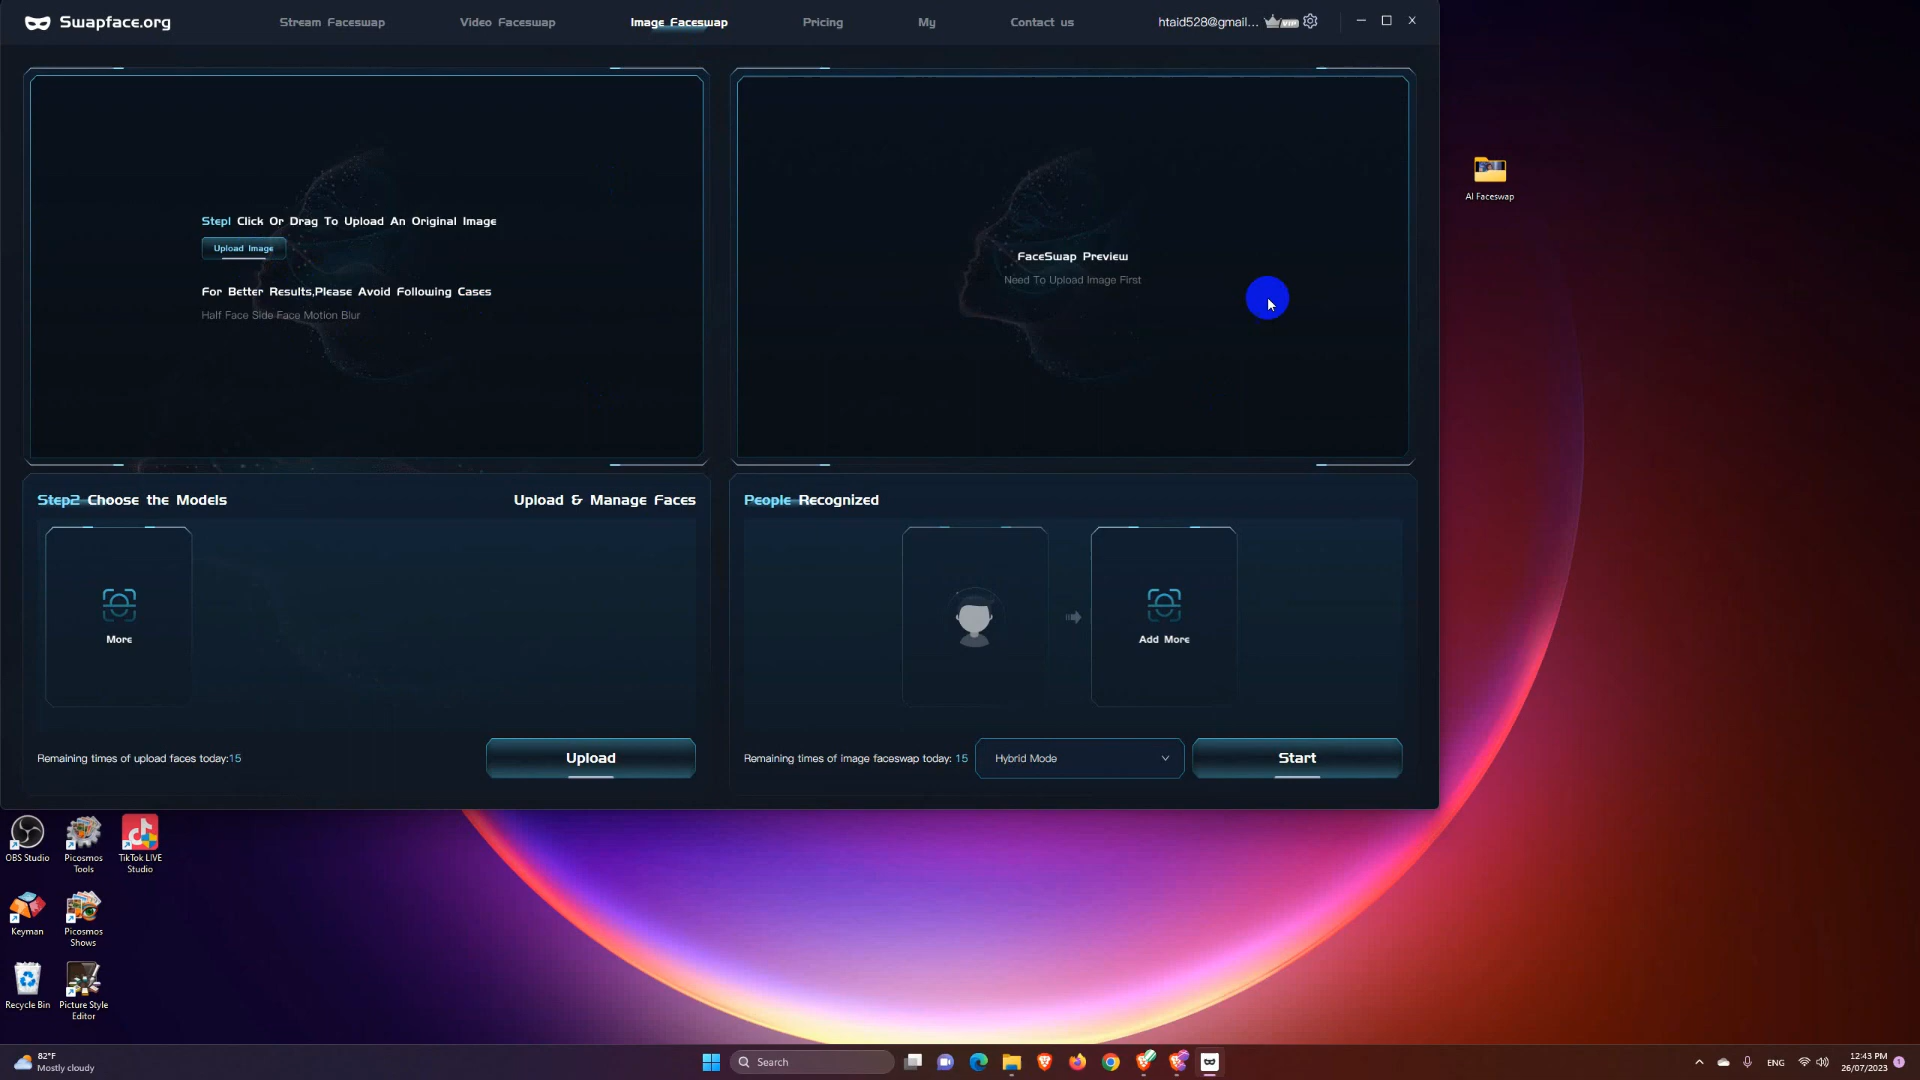 Swapface.org
Stream Faceswap
Video Faceswap
Image Faceswap
Pricing
My
Contact us
htaid528@gmail...
VIP
Step1 Click Or Drag To Upload An Original Image
Upload Image
For Better Results,Please Avoid Following Cases
Half Face Side Face Motion Blur
FaceSwap Preview
Need To Upload Image First
AI Faceswap
Step2 Choose the Models
Upload & Manage Faces
More
Remaining times of upload faces today:15
Upload
People Recognized
Add More
Remaining times of image faceswap today: 15
Hybrid Mode
Start
OBS Studio
Picosmos
Tools
TikTok LIVE
Studio
Keyman
Picosmos
Shows
Recycle Bin
Picture Style
Editor
82°F
Mostly cloudy
Search
ENG
12:43 PM
26/07/2023
1